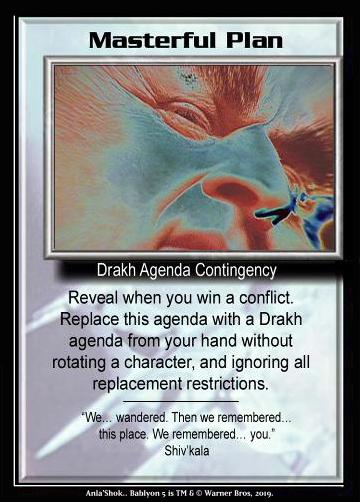 Masterful Plan
Drakh Agenda Contingency
Reveal when you win a conflict.
Replace this agenda with a Drakh
agenda from your hand without
rotating a character, and ignoring all
replacement restrictions.
“We... wandered. Then we remembered...
this place. We remembered... you.”
Shiv'kala
Anla'Shok.. Bablyon 5 is TM & © Warner Bros, 2019.